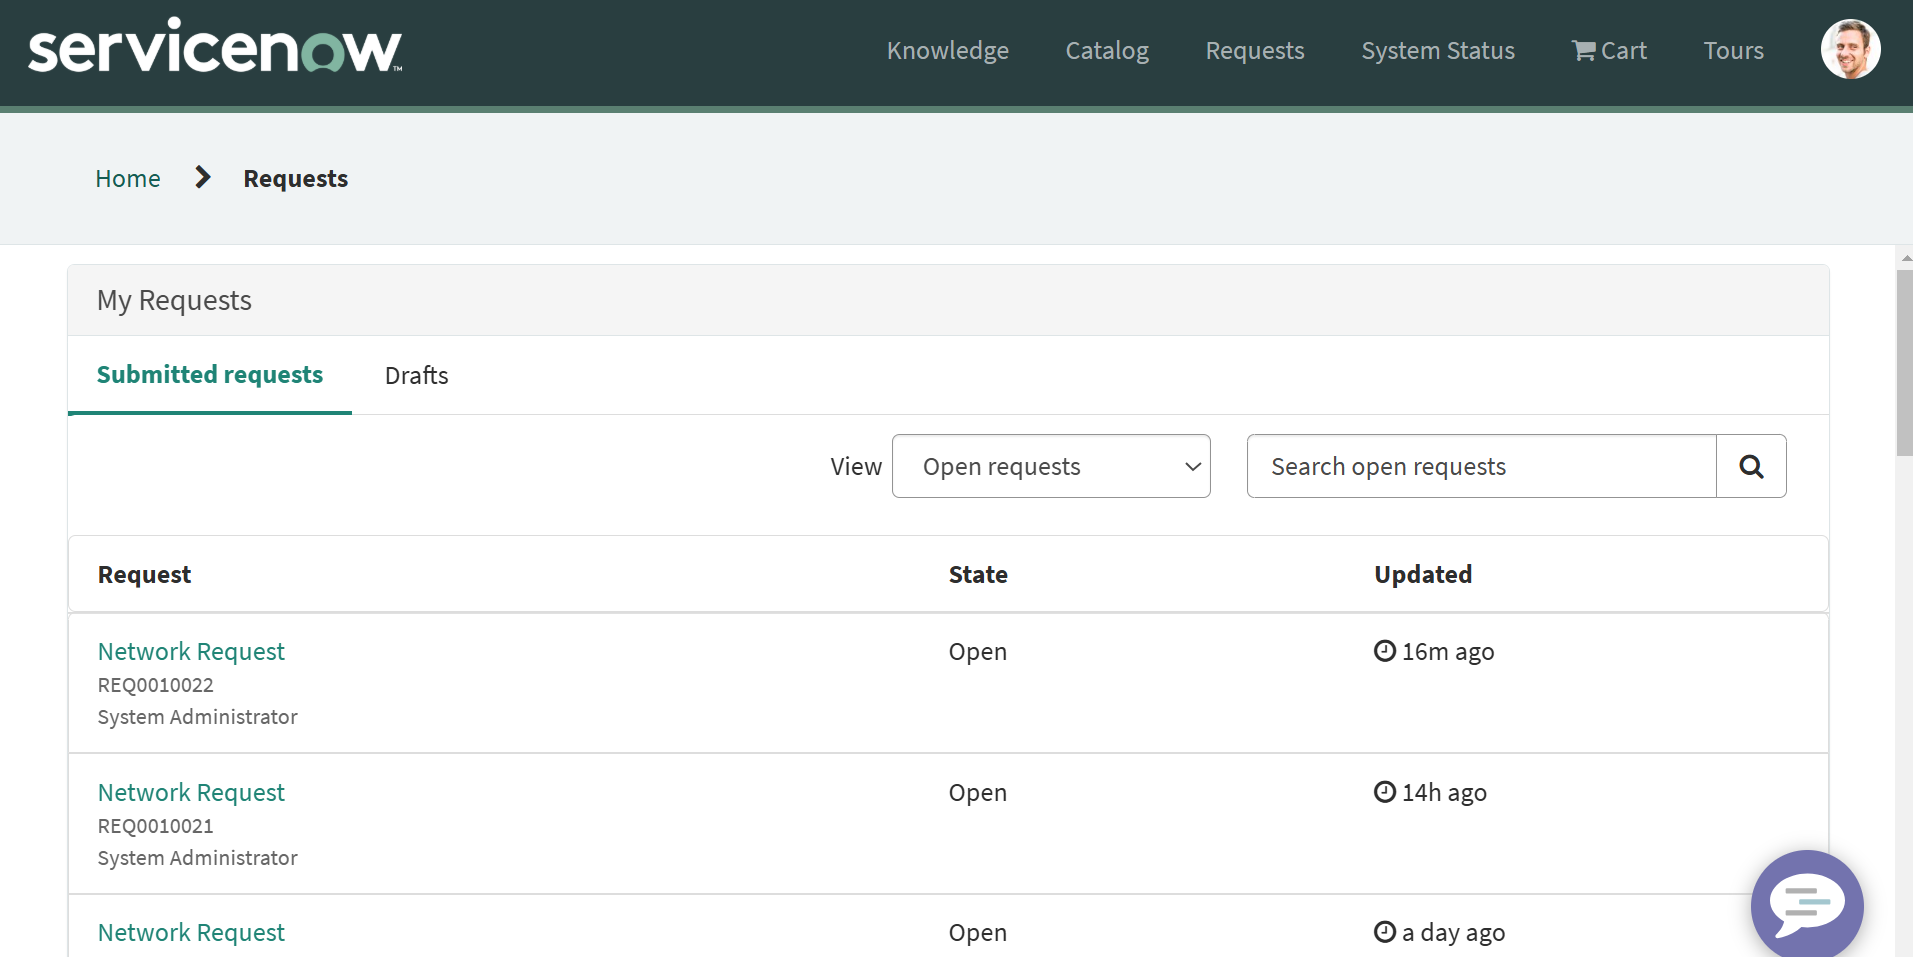 servicenow™
Knowledge Catalog Requests System Status Cart Tours
Home Requests
My Requests
Submitted requests Drafts
View Open requests Search open requests
Request State Updated
Network Request Open 16m ago
REQ0010022
System Administrator
Network Request Open 14h ago
REQ0010021
System Administrator
Network Request Open a day ago